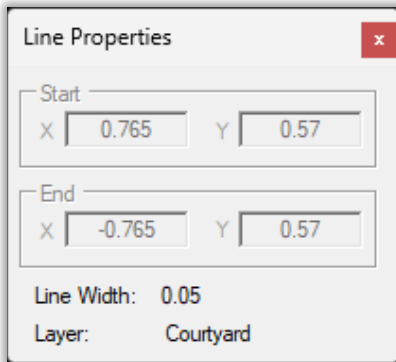 Line Properties x
Start
X 0.765 Y 0.57
End
X -0.765 Y 0.57
Line Width: 0.05
Layer: Courtyard